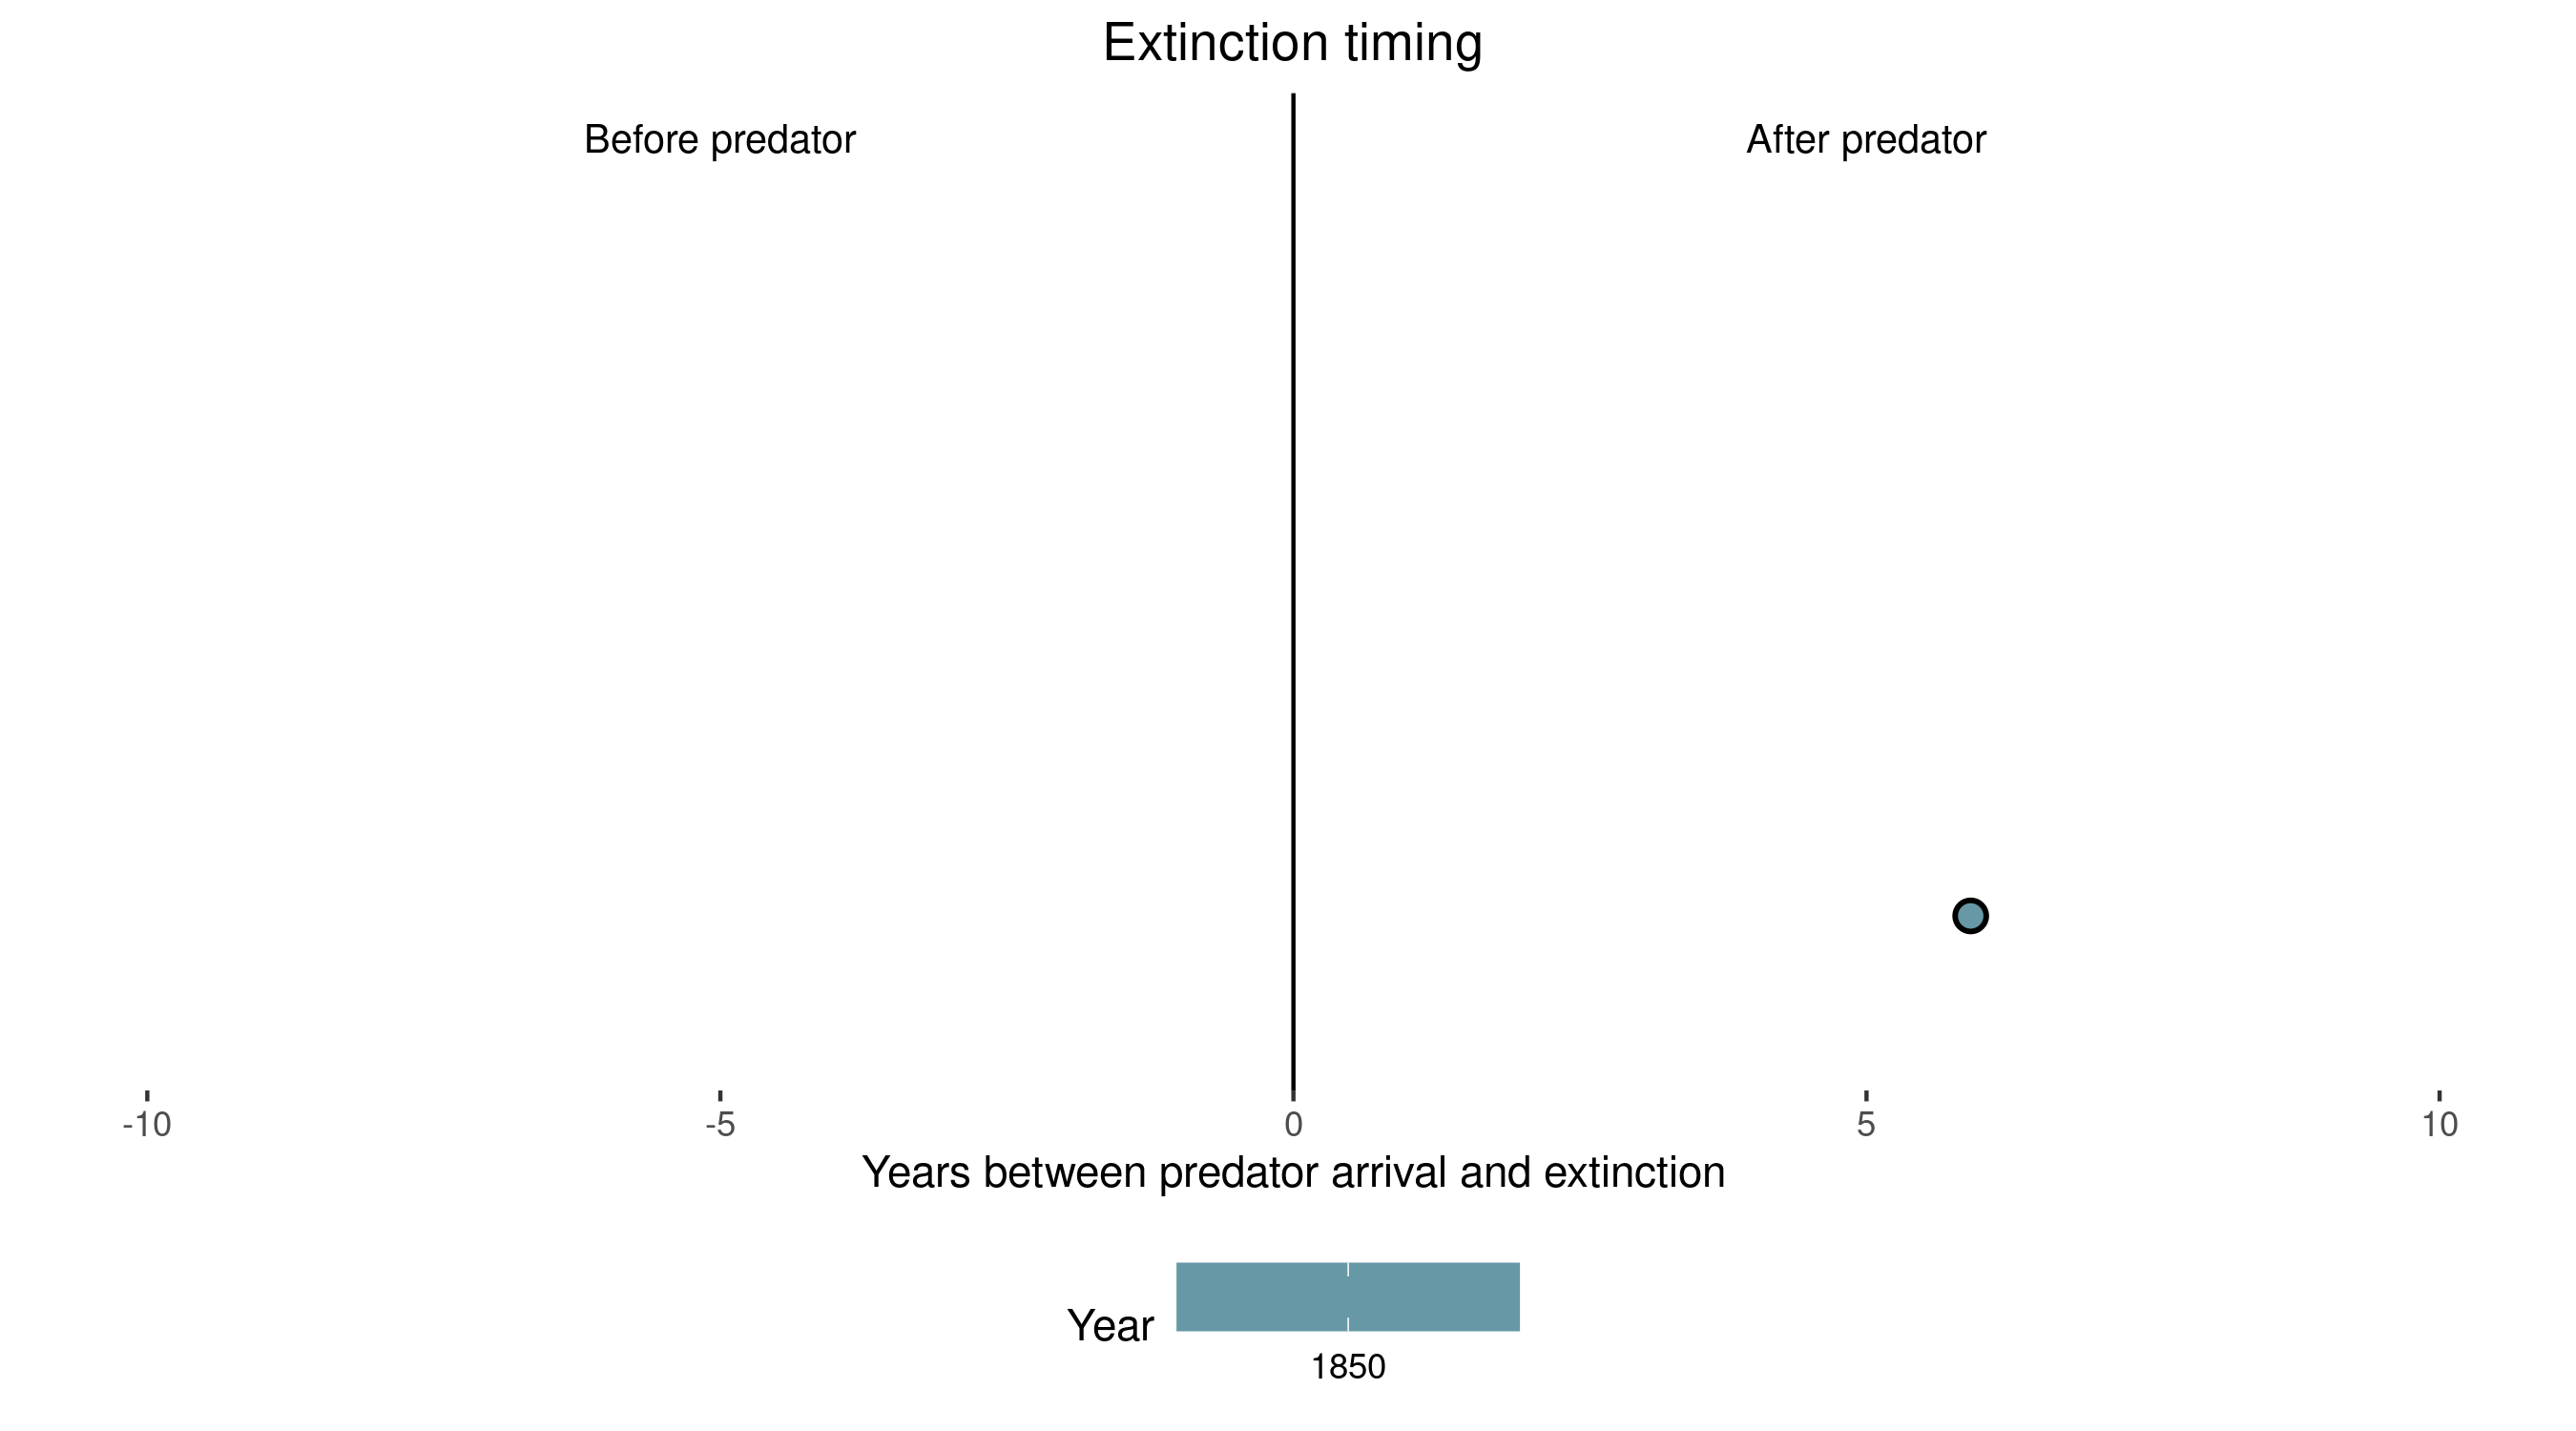 Extinction timing
Before predator
After predator
-10
-5
0
5
10
Years between predator arrival and extinction
Year
1850